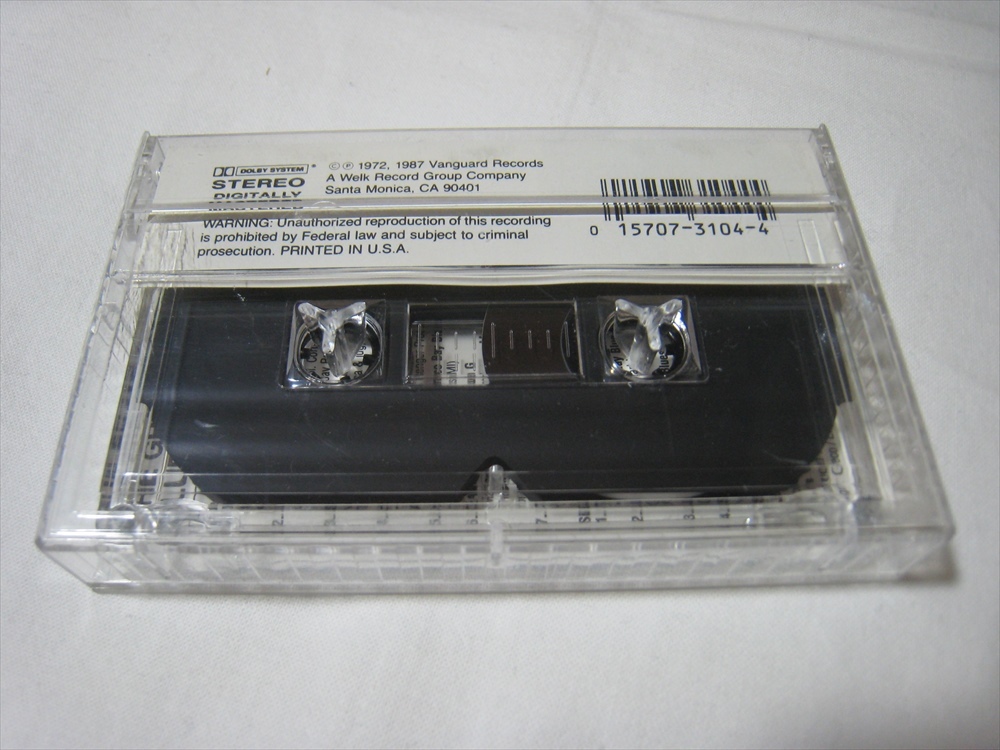 DOLBY SYSTEM
STEREO
DIGITALLY
MASTERED
© ℗ 1972, 1987 Vanguard Records
A Welk Record Group Company
Santa Monica, CA 90401
WARNING: Unauthorized reproduction of this recording
is prohibited by Federal law and subject to criminal
prosecution. PRINTED IN U.S.A.
0 15707-3104-4